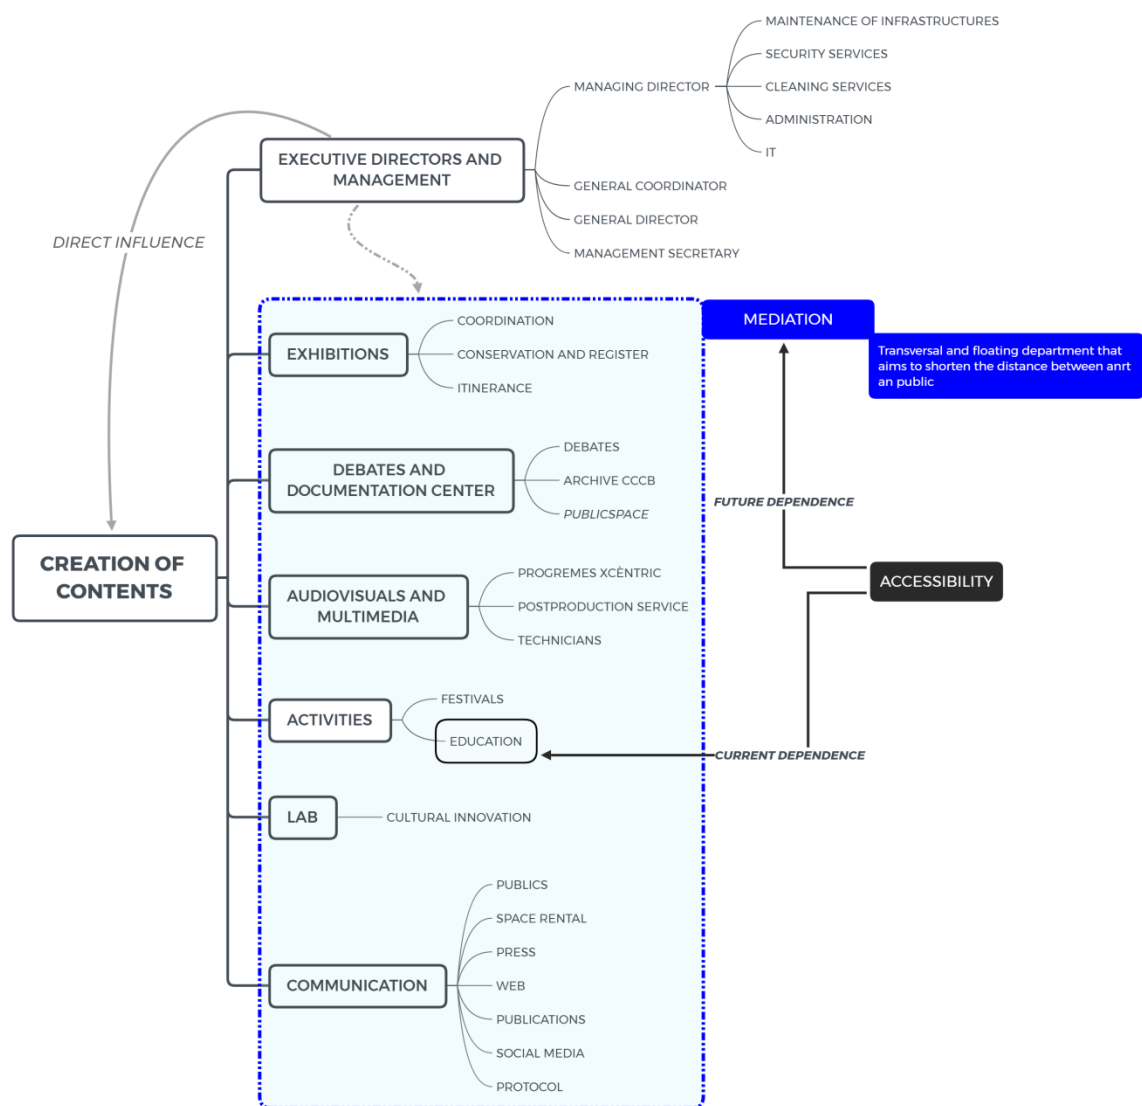 MAINTENANCE OF INFRASTRUCTURES
SECURITY SERVICES
MANAGING DIRECTOR
CLEANING SERVICES
ADMINISTRATION
IT
EXECUTIVE DIRECTORS AND
MANAGEMENT
GENERAL COORDINATOR
GENERAL DIRECTOR
MANAGEMENT SECRETARY
DIRECT INFLUENCE
MEDIATION
Transversal and floating department that
aims to shorten the distance between anrt
an public
EXHIBITIONS
COORDINATION
CONSERVATION AND REGISTER
ITINERANCE
DEBATES AND
DOCUMENTATION CENTER
DEBATES
ARCHIVE CCCB
PUBLICSPACE
FUTURE DEPENDENCE
CREATION OF
CONTENTS
AUDIOVISUALS AND
MULTIMEDIA
PROGREMES XCÈNTRIC
POSTPRODUCTION SERVICE
TECHNICIANS
ACCESSIBILITY
ACTIVITIES
FESTIVALS
EDUCATION
CURRENT DEPENDENCE
LAB
CULTURAL INNOVATION
COMMUNICATION
PUBLICS
SPACE RENTAL
PRESS
WEB
PUBLICATIONS
SOCIAL MEDIA
PROTOCOL